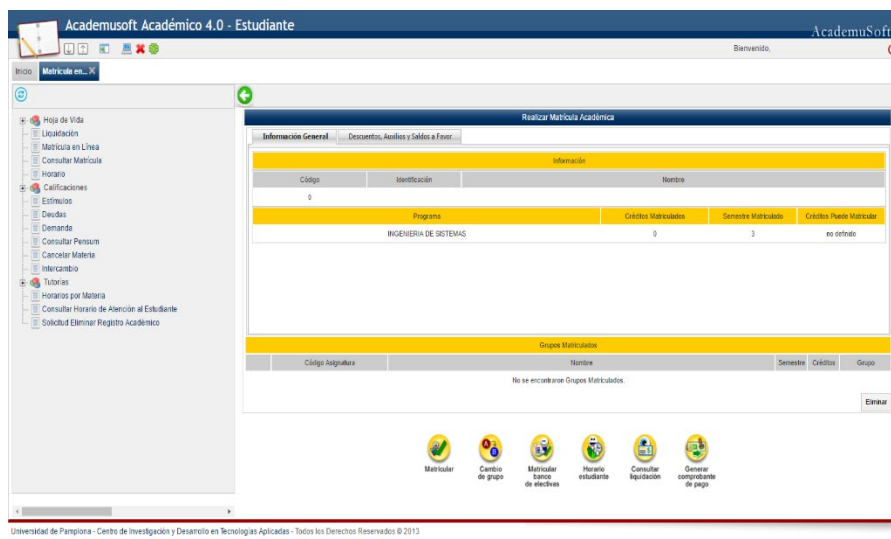 Academusoft Académico 4.0 - Estudiante
AcademuSoft
Bienvenido,
Inicio
Matrícula en... X
Hoja de Vida
Liquidación
Matrícula en Línea
Consultar Matrícula
Horario
Calificaciones
Estímulos
Deudas
Demanda
Consultar Pensum
Cancelar Materia
Intercambio
Tutorias
Horarios por Materia
Consultar Horario de Atención al Estudiante
Solicitud Eliminar Registro Académico
Realizar Matrícula Académica
Información General
Descuentos, Auxilios y Saldos a Favor
Información
Código Identificación Nombre
0
Programa Créditos Matriculados Semestre Matriculado Créditos Puede Matricular
INGENIERIA DE SISTEMAS 0 3 no definido
Grupos Matriculados
Código Asignatura Nombre Semestre Créditos Grupo
No se encontraron Grupos Matriculados.
Eliminar
Matricular
Cambio
de grupo
Matricular
banco
de electivas
Horario
estudiante
Consultar
liquidación
Generar
comprobante
de pago
Universidad de Pamplona - Centro de Investigación y Desarrollo en Tecnologías Aplicadas - Todos los Derechos Reservados © 2013